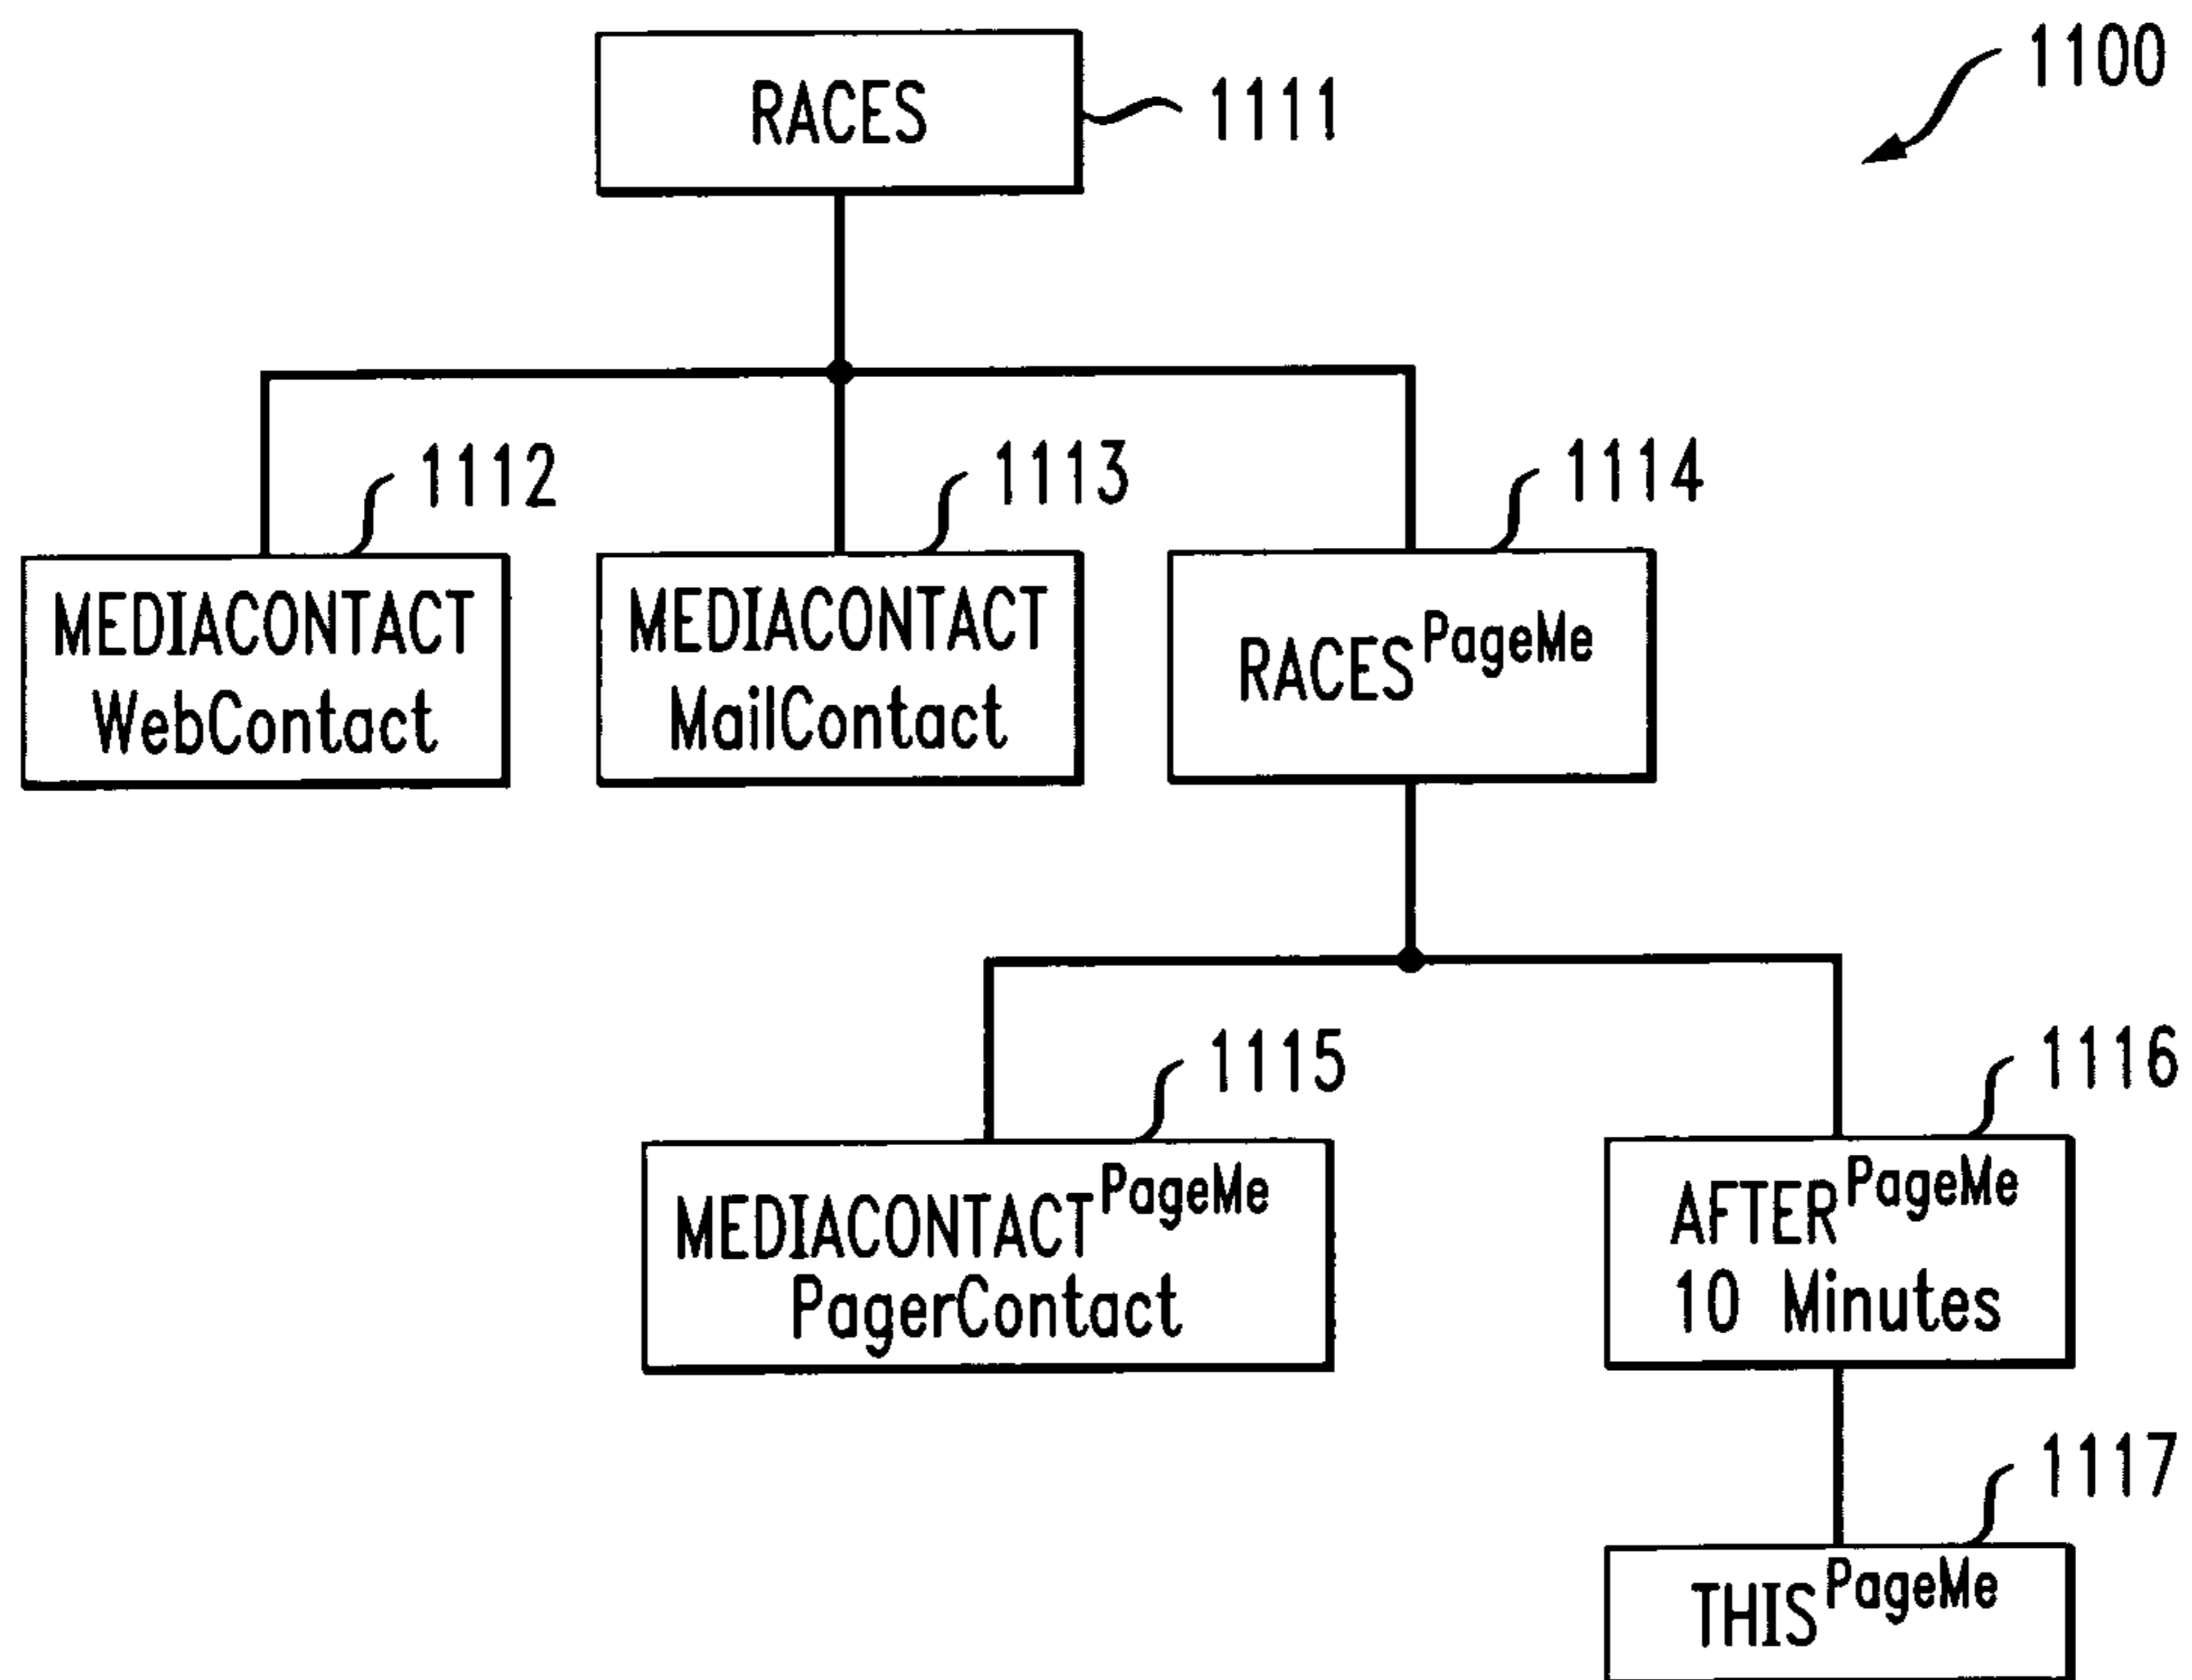 1100
RACES
1111
1112
1113
1114
MEDIACONTACT
WebContact
MEDIACONTACT
MailContact
RACES PageMe
1115
1116
MEDIACONTACT PageMe
PagerContact
AFTER PageMe
10 Minutes
1117
THIS PageMe